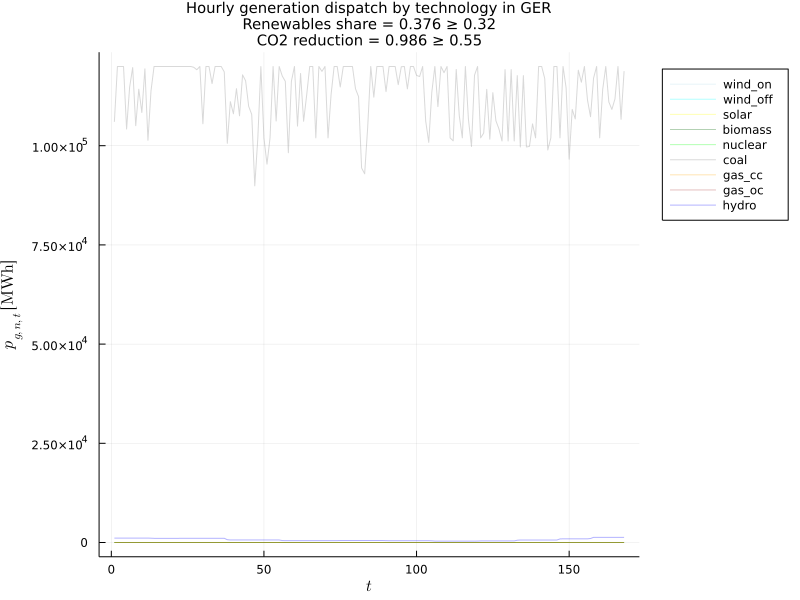 Hourly generation dispatch by technology in GER
Renewables share = 0.376 ≥ 0.32
CO2 reduction = 0.986 ≥ 0.55
wind_on
wind_off
solar
biomass
nuclear
coal
gas_cc
gas_oc
hydro
1.00×10⁵
7.50×10⁴
5.00×10⁴
2.50×10⁴
0
p_{g,n,t} [MWh]
0 50 100 150
t